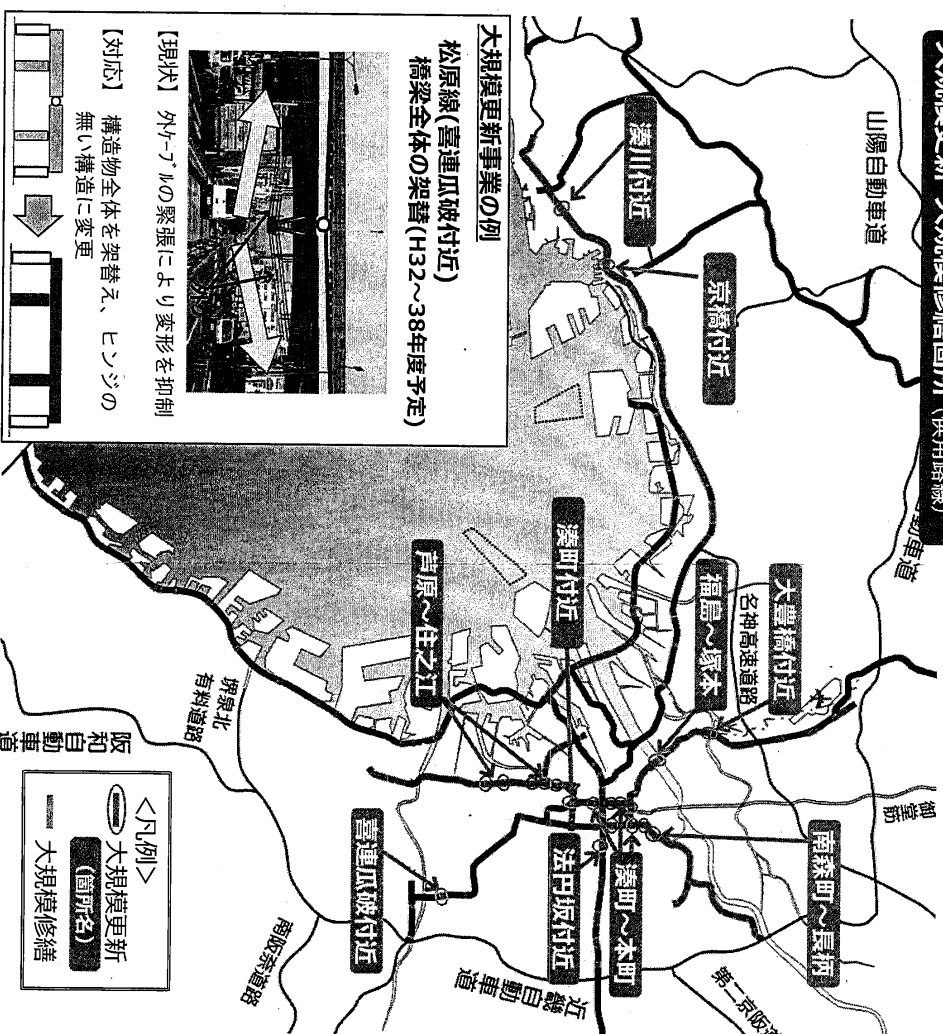 山陽自動車道
湊川付近
京橋付近
大規模更新事業の例
松原線(喜連瓜破付近)
橋梁全体の架替(H32～38年度予定)
【現状】 外ケーブルの緊張により変形を抑制
【対応】 構造物全体を架替え、ヒンジの
無い構造に変更
大豊橋付近
名神高速道路
福島～塚本
湊町付近
芦原～住之江
御堂筋
南森町～長柄
湊町～本町
法円坂付近
喜連瓜破付近
第二京阪道
近畿自動車道
南阪奈道路
堺泉北
有料道路
阪和自動車道
<凡例>
大規模更新
(箇所名)
大規模修繕